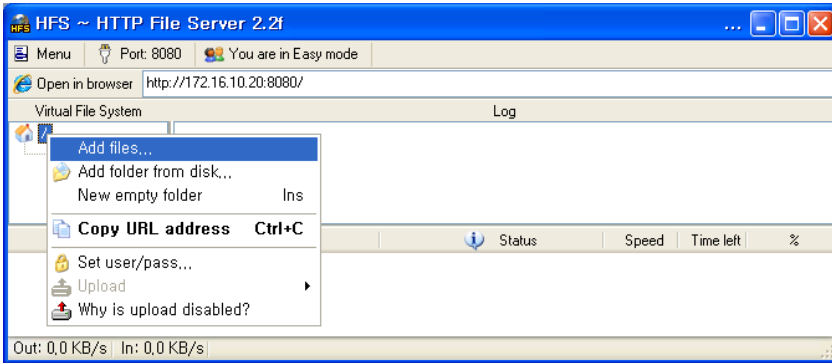 HFS ~ HTTP File Server 2.2f ...
Menu Port: 8080 You are in Easy mode
Open in browser http://172.16.10.20:8080/
Virtual File System Log
/
Add files...
Add folder from disk...
New empty folder Ins
Copy URL address Ctrl+C
Status Speed Time left %
Set user/pass...
Upload
Why is upload disabled?
Out: 0,0 KB/s In: 0,0 KB/s